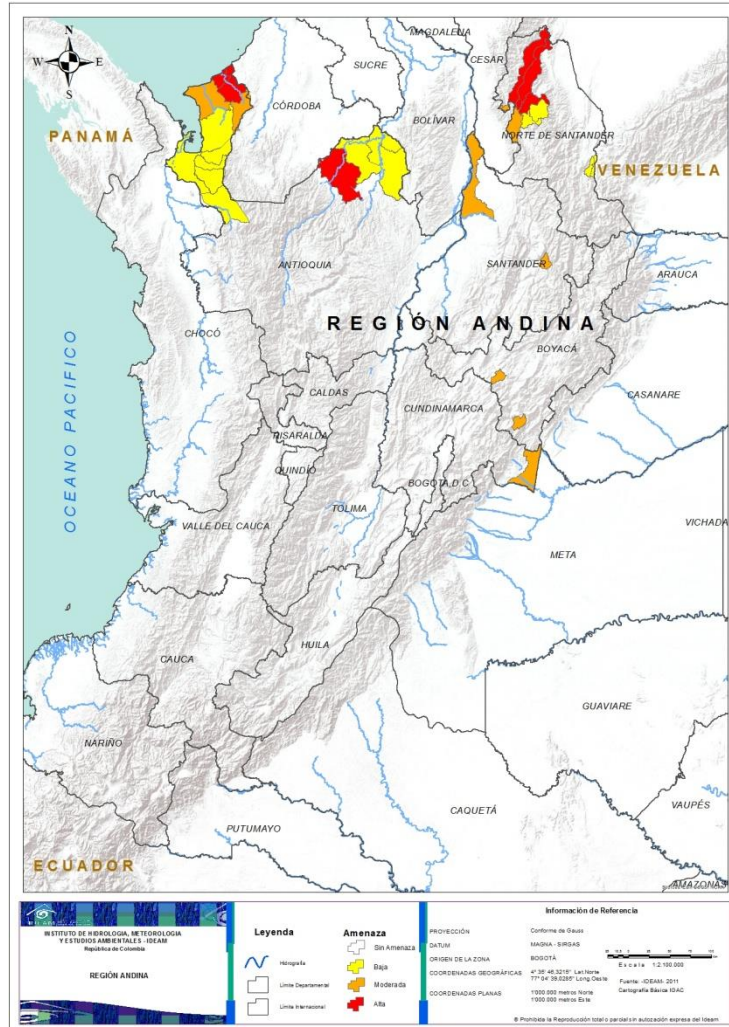 N
W E
S
MAGDALENA
CESAR
SUCRE
CÓRDOBA
BOLÍVAR
PANAMÁ
NORTE DE SANTANDER
VENEZUELA
ANTIOQUIA
SANTANDER
ARAUCA
REGIÓN ANDINA
CHOCÓ
BOYACÁ
OCEANO PACIFICO
CALDAS
CUNDINAMARCA
CASANARE
RISARALDA
QUINDÍO
BOGOTÁ D.C
TOLIMA
VALLE DEL CAUCA
VICHADA
META
HUILA
CAUCA
GUAVIARE
NARIÑO
CAQUETÁ
VAUPÉS
PUTUMAYO
ECUADOR
AMAZONAS
INSTITUTO DE HIDROLOGIA, METEOROLOGIA
Y ESTUDIOS AMBIENTALES - IDEAM
República de Colombia
REGIÓN ANDINA
Leyenda
Hidrografía
Límite Departamental
Límite Internacional
Amenaza
Sin Amenaza
Baja
Moderada
Alta
Información de Referencia
PROYECCIÓN Conforme de Gauss
DATUM MAGNA - SIRGAS
ORIGEN DE LA ZONA BOGOTÁ
COORDENADAS GEOGRÁFICAS 4° 35' 46,3215" Lat.Norte
77° 04' 39,0285" Long.Oeste
COORDENADAS PLANAS 1'000.000 metros Norte
1'000.000 metros Este
Escala 1:2.100.000
Fuente: -IDEAM- 2011
Cartografía Básica IGAC
® Prohibida la Reproducción total o parcial sin autozación expresa del Ideam